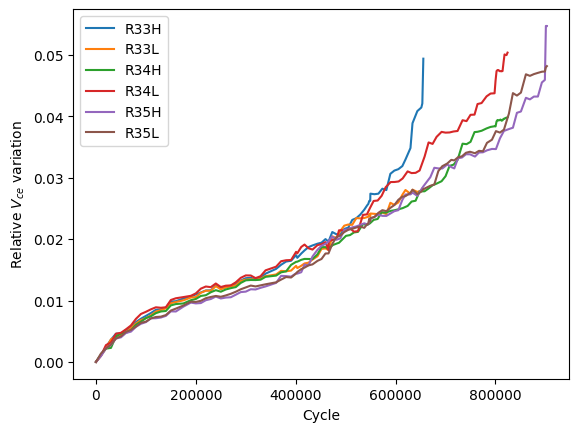 R33H
R33L
R34H
R34L
R35H
R35L
0.05
0.04
0.03
0.02
0.01
0.00
Relative V_ce variation
0 200000 400000 600000 800000
Cycle